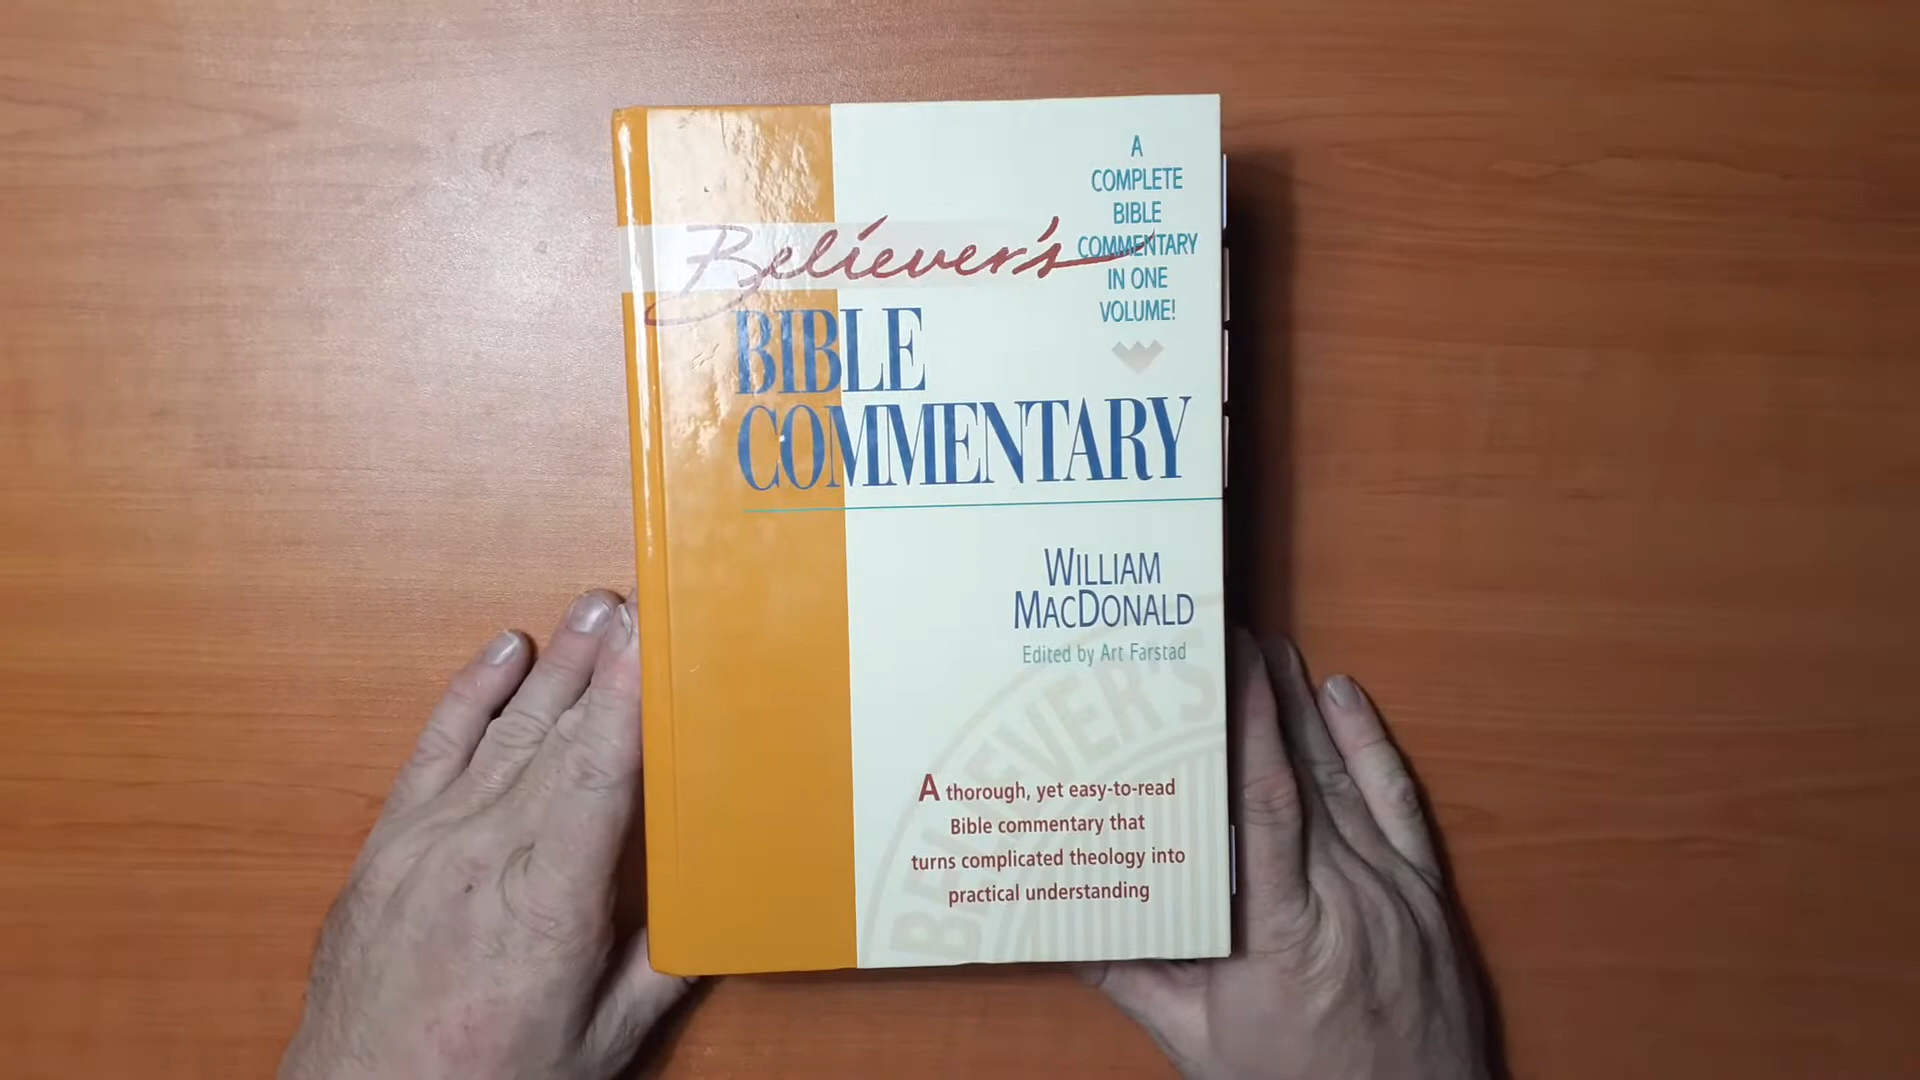 A
COMPLETE
BIBLE
COMMENTARY
IN ONE
VOLUME!
Believer's
BIBLE
COMMENTARY
WILLIAM
MACDONALD
Edited by Art Farstad
BELIEVER'S
A thorough, yet easy-to-read
Bible commentary that
turns complicated theology into
practical understanding